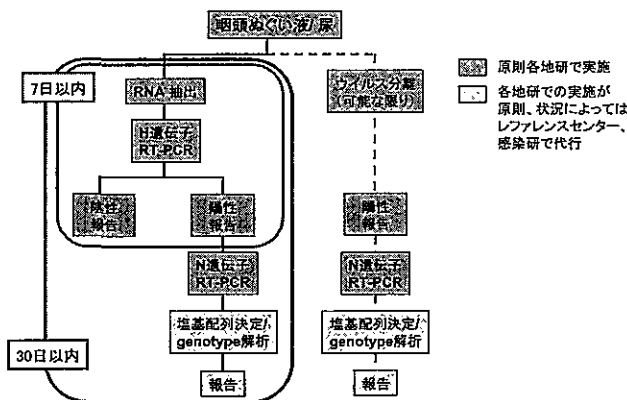 咽頭ぬぐい液/尿
7日以内
RNA 抽出
ウイルス分離
(可能な限り)
H遺伝子
RT-PCR
陰性
報告
陽性
報告
陽性
報告
N遺伝子
RT-PCR
N遺伝子
RT-PCR
塩基配列決定/
genotype解析
塩基配列決定/
genotype解析
30日以内
報告
報告
原則各地研で実施
各地研での実施が
原則、状況によっては
レファレンスセンター、
感染研で代行